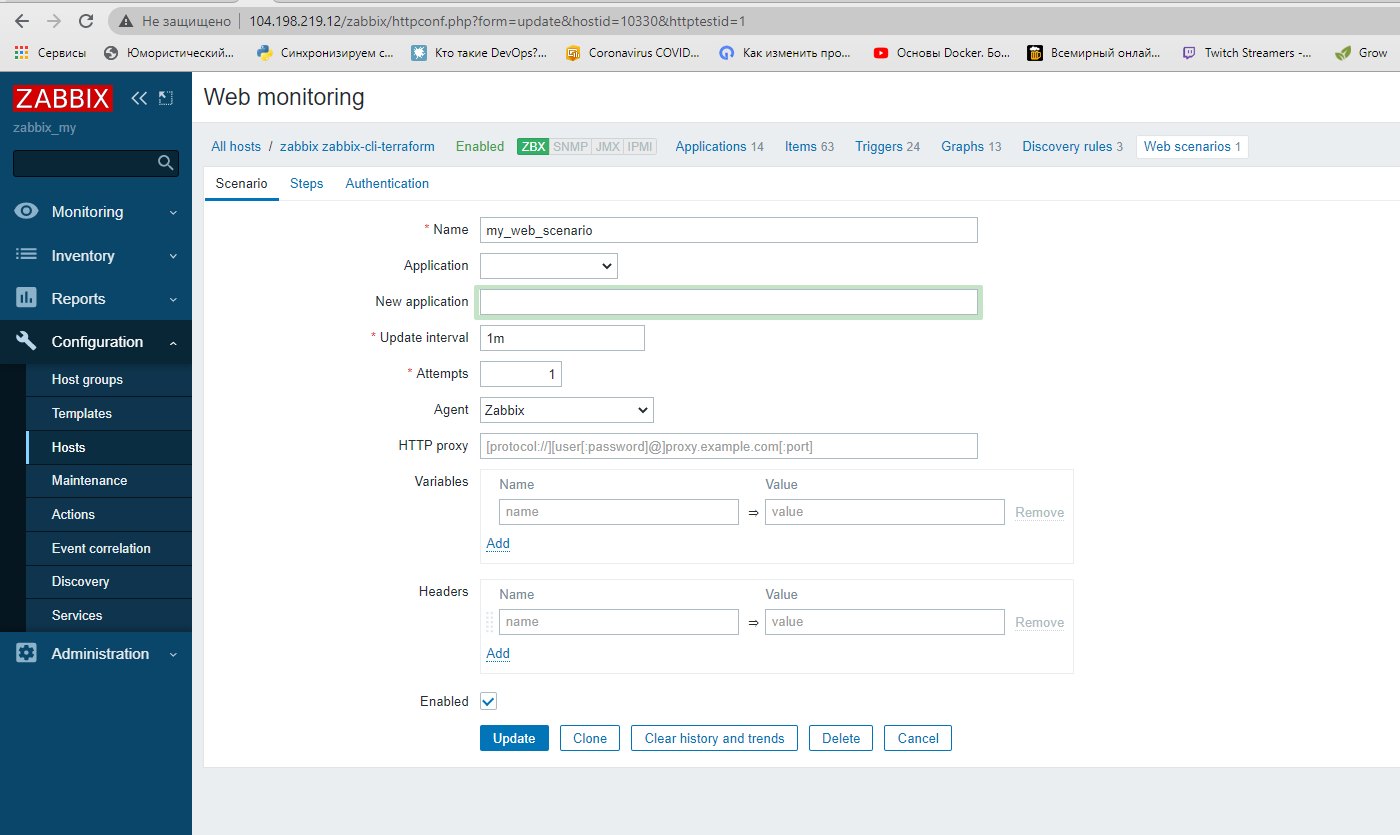 Не защищено 104.198.219.12/zabbix/httpconf.php?form=update&hostid=10330&httptestid=1
Сервисы Юмористический... Синхронизируем с... Кто такие DevOps?... Coronavirus COVID... Как изменить про... Основы Docker. Бо... Всемирный онлай... Twitch Streamers -... Grow
ZABBIX
zabbix_my
Monitoring
Inventory
Reports
Configuration
Host groups
Templates
Hosts
Maintenance
Actions
Event correlation
Discovery
Services
Administration
Web monitoring
All hosts / zabbix zabbix-cli-terraform Enabled ZBX SNMP JMX IPMI Applications 14 Items 63 Triggers 24 Graphs 13 Discovery rules 3 Web scenarios 1
Scenario Steps Authentication
* Name my_web_scenario
Application
New application
* Update interval 1m
* Attempts 1
Agent Zabbix
HTTP proxy [protocol://][user[:password]@]proxy.example.com[:port]
Variables Name Value
name ⇒ value Remove
Add
Headers Name Value
name ⇒ value Remove
Add
Enabled
Update Clone Clear history and trends Delete Cancel